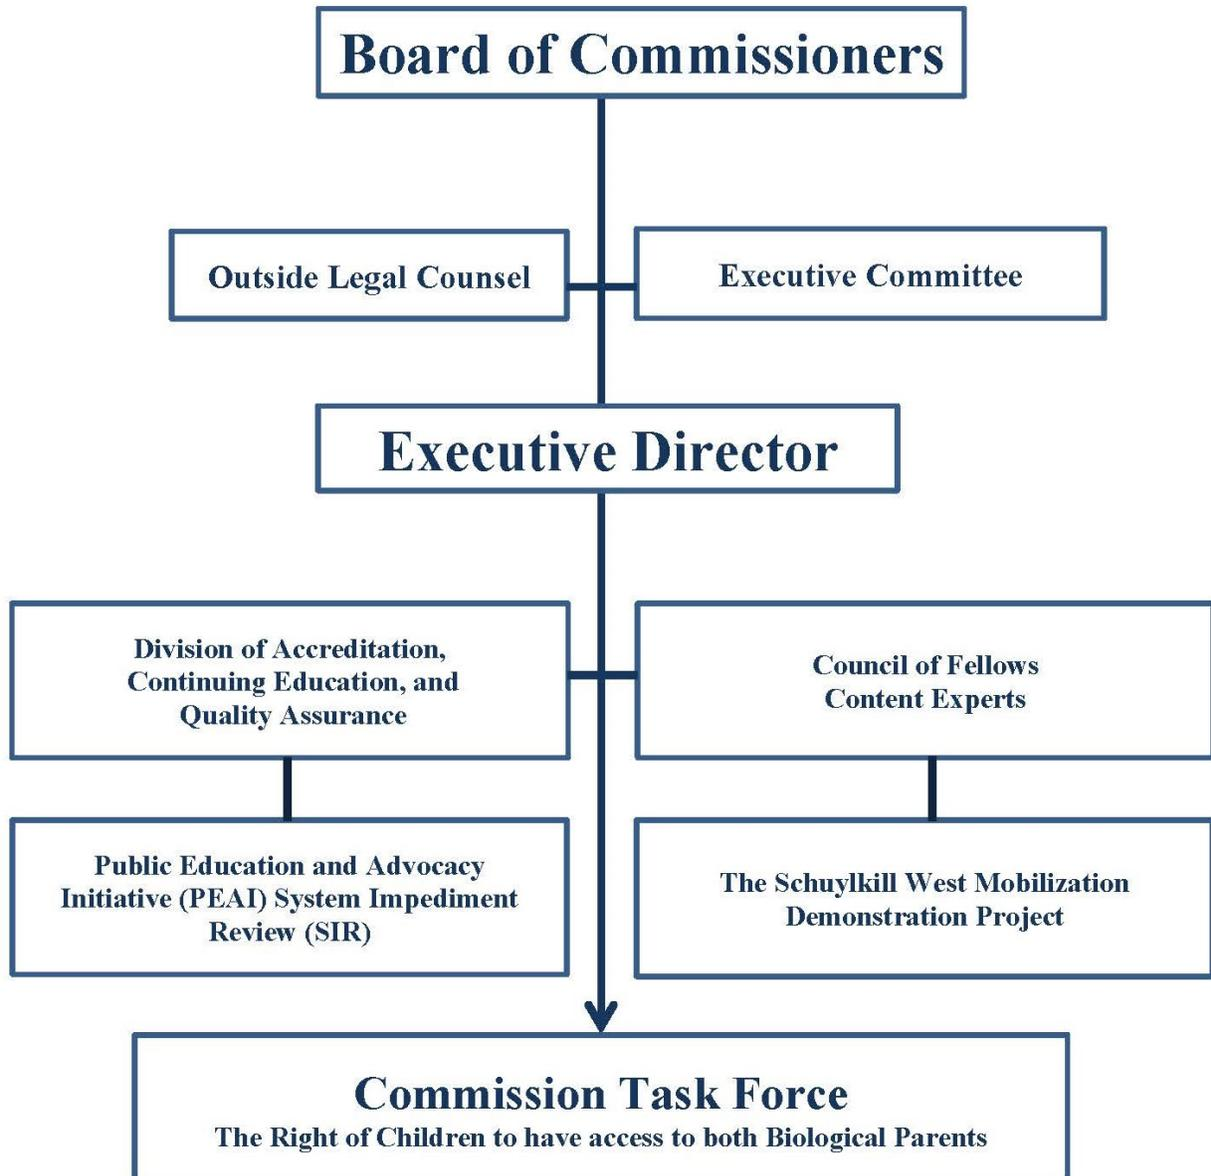 Board of Commissioners
Outside Legal Counsel
Executive Committee
Executive Director
Division of Accreditation,
Continuing Education, and
Quality Assurance
Council of Fellows
Content Experts
Public Education and Advocacy
Initiative (PEAI) System Impediment
Review (SIR)
The Schuylkill West Mobilization
Demonstration Project
Commission Task Force
The Right of Children to have access to both Biological Parents